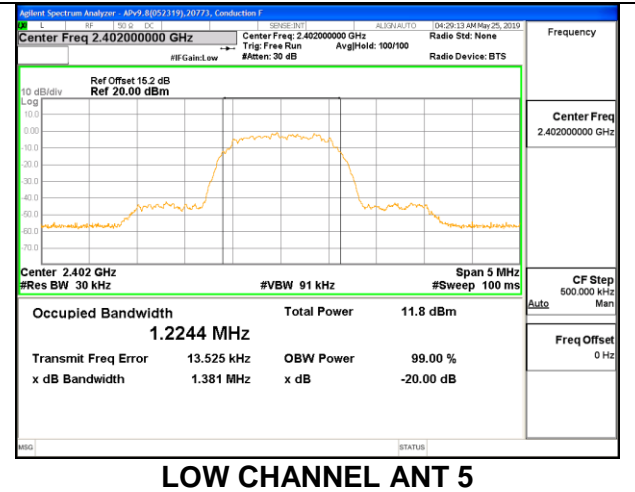 Agilent Spectrum Analyzer - APv9.8(052319),20773, Conduction F
L RF 50 Ω DC SENSE:INT ALIGN AUTO 04:29:13 AM May 25, 2019
Center Freq 2.402000000 GHz
Center Freq: 2.402000000 GHz
Radio Std: None
Frequency
Trig: Free Run Avg|Hold: 100/100
#IFGain:Low
#Atten: 30 dB
Radio Device: BTS
Ref Offset 15.2 dB
10 dB/div Ref 20.00 dBm
Log
10.0
0.00
-10.0
-20.0
-30.0
-40.0
-50.0
-60.0
-70.0
Center Freq
2.402000000 GHz
Center 2.402 GHz
Span 5 MHz
#Res BW 30 kHz
#VBW 91 kHz
#Sweep 100 ms
CF Step
500.000 kHz
Auto Man
Occupied Bandwidth
Total Power 11.8 dBm
1.2244 MHz
Transmit Freq Error 13.525 kHz
OBW Power 99.00 %
x dB Bandwidth 1.381 MHz
x dB -20.00 dB
Freq Offset
0 Hz
MSG
STATUS
LOW CHANNEL ANT 5